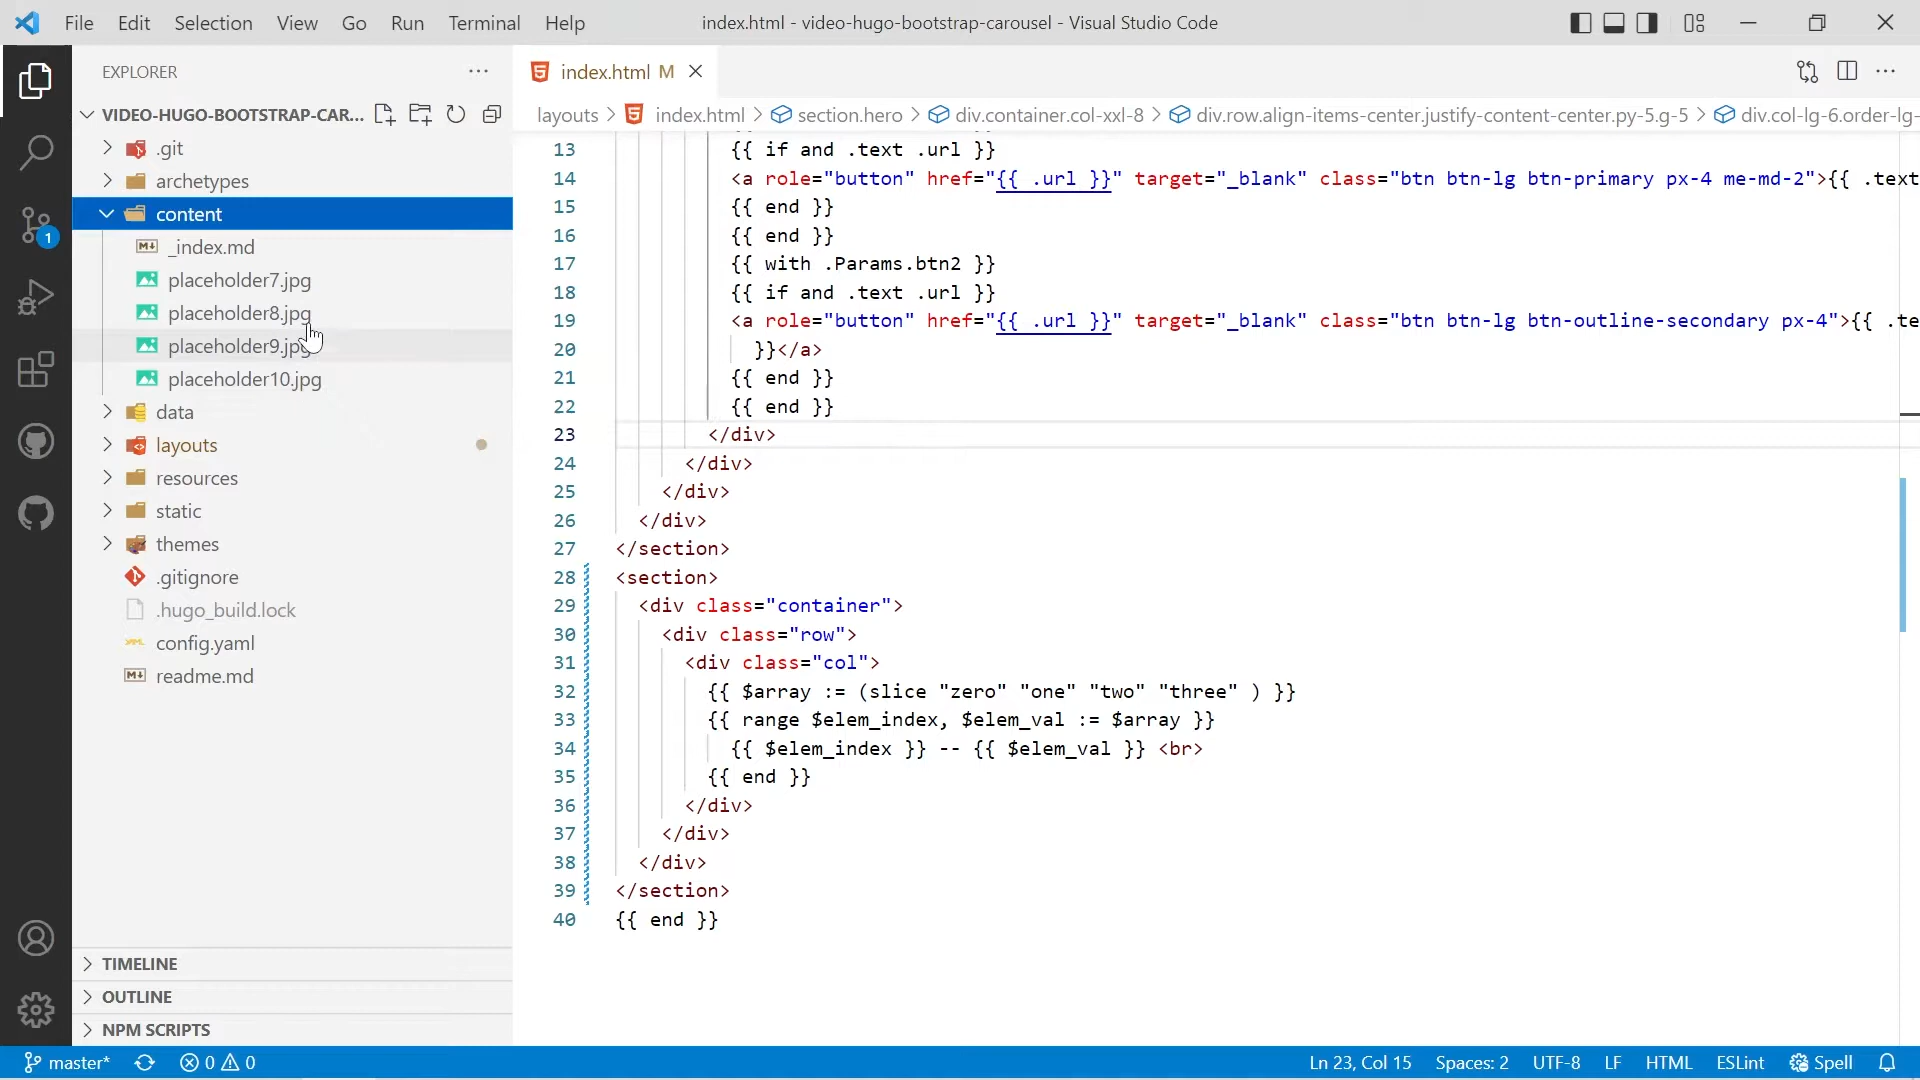 File Edit Selection View Go Run Terminal Help index.html - video-hugo-bootstrap-carousel - Visual Studio Code
EXPLORER
VIDEO-HUGO-BOOTSTRAP-CAR...
.git
archetypes
content
_index.md
placeholder7.jpg
placeholder8.jpg
placeholder9.jpg
placeholder10.jpg
data
layouts
resources
static
themes
.gitignore
.hugo_build.lock
config.yaml
readme.md
TIMELINE
OUTLINE
NPM SCRIPTS
1
index.html M
layouts > index.html > section.hero > div.container.col-xxl-8 > div.row.align-items-center.justify-content-center.py-5.g-5 > div.col-lg-6.order-lg-
13 {{ if and .text .url }}
14 <a role="button" href="{{ .url }}" target="_blank" class="btn btn-lg btn-primary px-4 me-md-2">{{ .text
15 {{ end }}
16 {{ end }}
17 {{ with .Params.btn2 }}
18 {{ if and .text .url }}
19 <a role="button" href="{{ .url }}" target="_blank" class="btn btn-lg btn-outline-secondary px-4">{{ .te
20 }}</a>
21 {{ end }}
22 {{ end }}
23 </div>
24 </div>
25 </div>
26 </div>
27 </section>
28 <section>
29 <div class="container">
30 <div class="row">
31 <div class="col">
32 {{ $array := (slice "zero" "one" "two" "three" ) }}
33 {{ range $elem_index, $elem_val := $array }}
34 {{ $elem_index }} -- {{ $elem_val }} <br>
35 {{ end }}
36 </div>
37 </div>
38 </div>
39 </section>
40 {{ end }}
master* 0 0 Ln 23, Col 15 Spaces: 2 UTF-8 LF HTML ESLint Spell